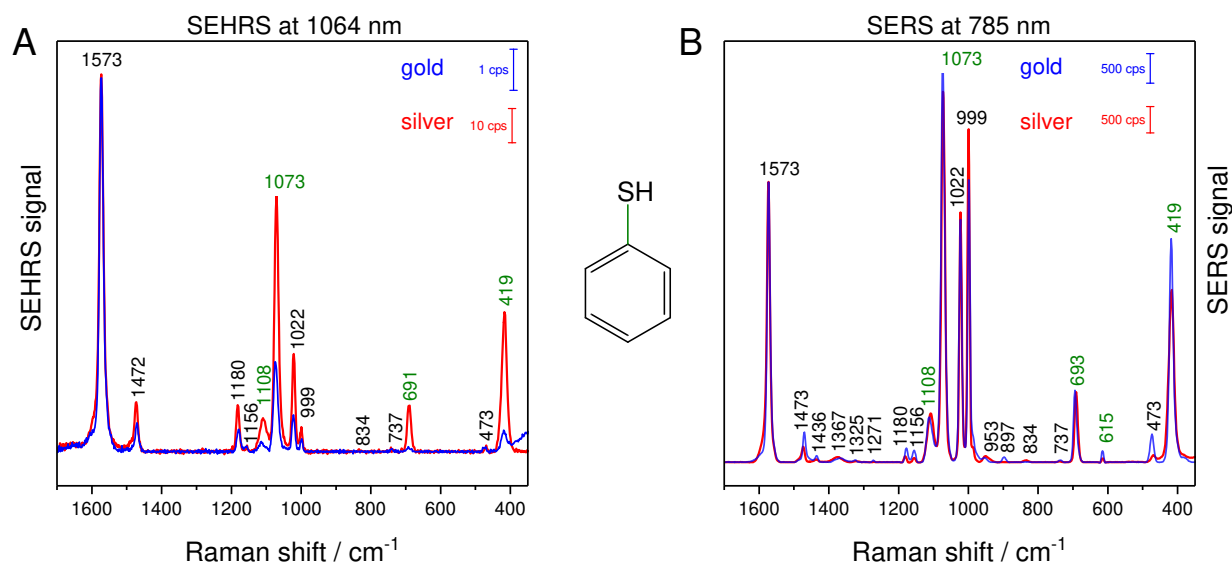 A
SEHRS at 1064 nm
SEHRS signal
gold
1 cps
silver
10 cps
1573
1472
1180
1156
1108
1073
1022
999
834
737
691
473
419
1600
1400
1200
1000
800
600
400
Raman shift / cm⁻¹
SH
B
SERS at 785 nm
SERS signal
gold
500 cps
silver
500 cps
1573
1473
1436
1367
1325
1271
1180
1156
1108
1073
1022
999
953
897
834
737
693
615
473
419
1600
1400
1200
1000
800
600
400
Raman shift / cm⁻¹